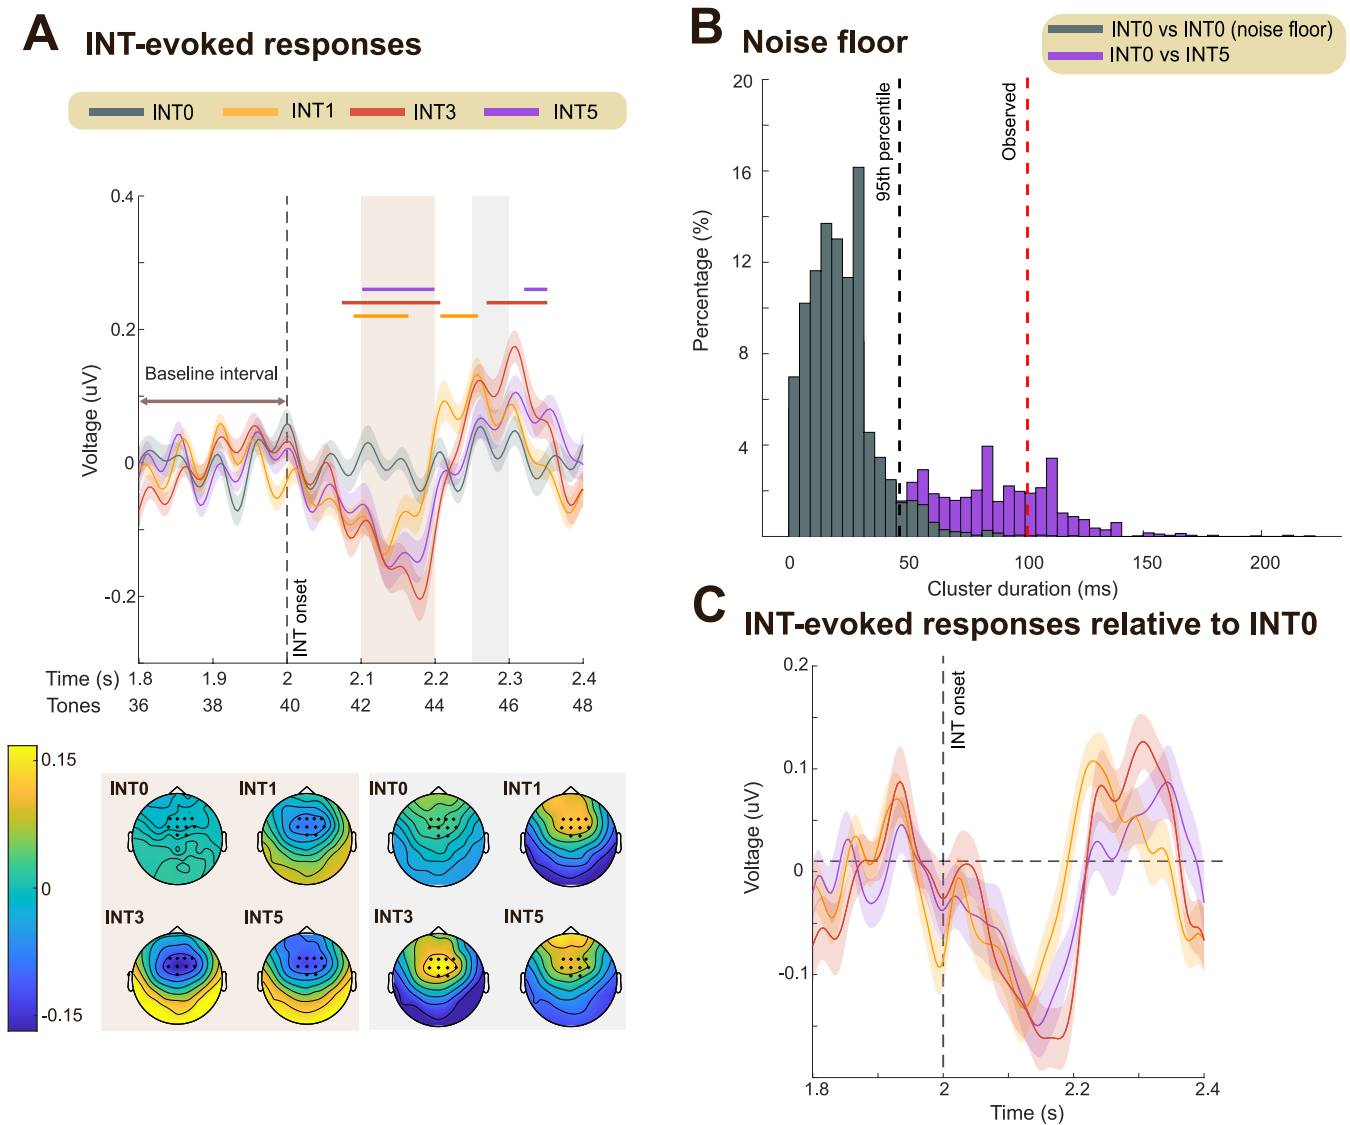 A INT-evoked responses
INT0 INT1 INT3 INT5
0.4
0.2
0
-0.2
Voltage (uV)
Baseline interval
INT onset
Time (s) 1.8 1.9 2 2.1 2.2 2.3 2.4
Tones 36 38 40 42 44 46 48
0.15
0
-0.15
INT0 INT1 INT0 INT1
INT3 INT5 INT3 INT5
B Noise floor
INT0 vs INT0 (noise floor)
INT0 vs INT5
20
16
12
8
4
Percentage (%)
95th percentile
Observed
0 50 100 150 200
Cluster duration (ms)
C INT-evoked responses relative to INT0
0.2
0.1
0
-0.1
Voltage (uV)
INT onset
1.8 2 2.2 2.4
Time (s)